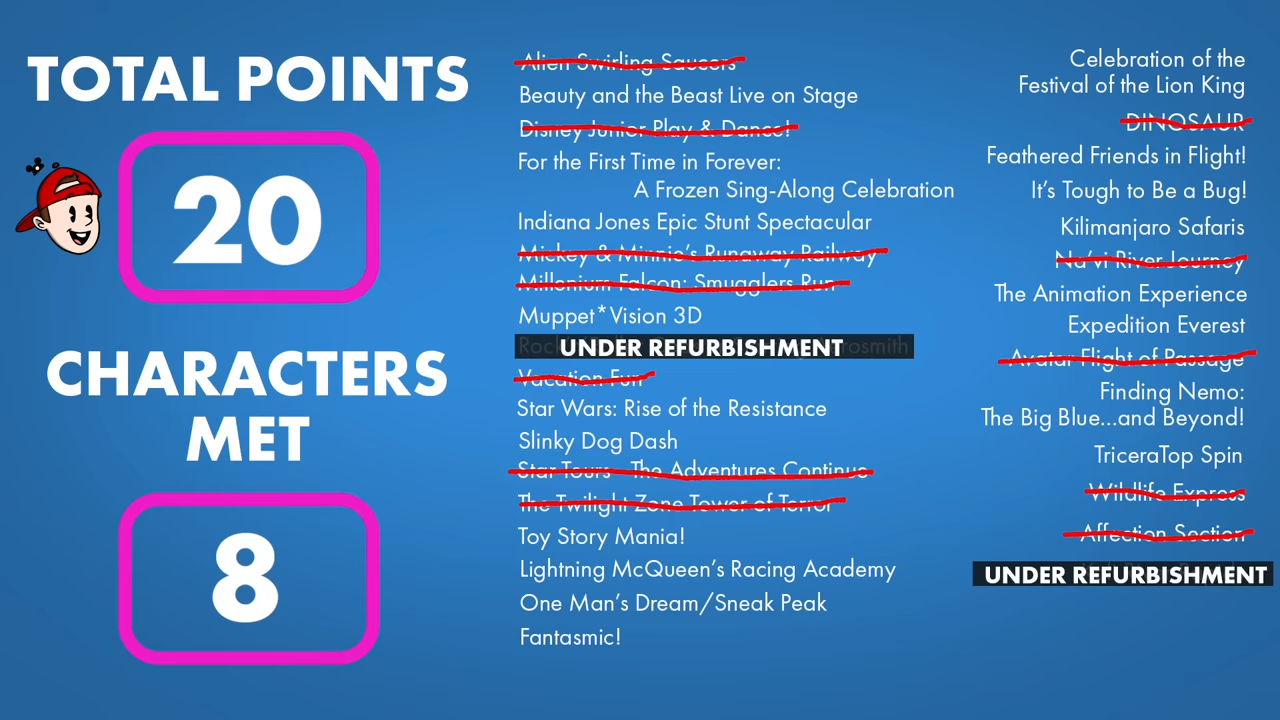 TOTAL POINTS
20
CHARACTERS
MET
8
Alien Swirling Saucers
Beauty and the Beast Live on Stage
Disney Junior Play & Dance!
For the First Time in Forever:
A Frozen Sing-Along Celebration
Indiana Jones Epic Stunt Spectacular
Mickey & Minnie's Runaway Railway
Millenium Falcon: Smugglers Run
Muppet*Vision 3D
UNDER REFURBISHMENT
Vacation Fun
Star Wars: Rise of the Resistance
Slinky Dog Dash
Star Tours - The Adventures Continue
The Twilight Zone Tower of Terror
Toy Story Mania!
Lightning McQueen's Racing Academy
One Man's Dream/Sneak Peak
Fantasmic!
Celebration of the
Festival of the Lion King
DINOSAUR
Feathered Friends in Flight!
It's Tough to Be a Bug!
Kilimanjaro Safaris
Na'vi River Journey
The Animation Experience
Expedition Everest
Avatar Flight of Passage
Finding Nemo:
The Big Blue...and Beyond!
TriceraTop Spin
Wildlife Express
Affection Section
UNDER REFURBISHMENT